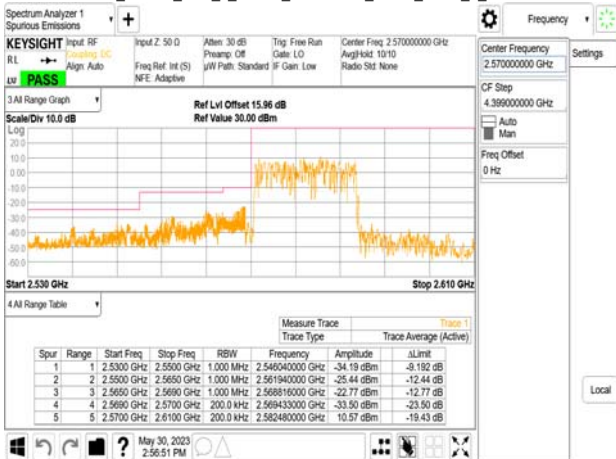 Spectrum Analyzer 1
Spurious Emissions
Frequency
KEYSIGHT
RL
LV PASS
Input: RF
Coupling: DC
Align: Auto
Input Z: 50 Ω
Freq Ref: Int (S)
NFE: Adaptive
Atten: 30 dB
Preamp: Off
µW Path: Standard
Trig: Free Run
Gate: LO
IF Gain: Low
Center Freq: 2.570000000 GHz
Avg|Hold: 10/10
Radio Std: None
Center Frequency
2.570000000 GHz
Settings
CF Step
4.399000000 GHz
Auto
Man
Freq Offset
0 Hz
Local
3 All Range Graph
Scale/Div 10.0 dB
Ref Lvl Offset 15.96 dB
Ref Value 30.00 dBm
Log
20.0
10.0
0.00
-10.0
-20.0
-30.0
-40.0
-50.0
-60.0
Start 2.530 GHz
Stop 2.610 GHz
4 All Range Table
Measure Trace Trace 1
Trace Type Trace Average (Active)
Spur Range Start Freq Stop Freq RBW Frequency Amplitude ΔLimit
1 1 2.5300 GHz 2.5500 GHz 1.000 MHz 2.546040000 GHz -34.19 dBm -9.192 dB
2 2 2.5500 GHz 2.5650 GHz 1.000 MHz 2.561940000 GHz -25.44 dBm -12.44 dB
3 3 2.5650 GHz 2.5690 GHz 1.000 MHz 2.568816000 GHz -22.77 dBm -12.77 dB
4 4 2.5690 GHz 2.5700 GHz 200.0 kHz 2.569433000 GHz -33.50 dBm -23.50 dB
5 5 2.5700 GHz 2.6100 GHz 200.0 kHz 2.582480000 GHz 10.57 dBm -19.43 dB
May 30, 2023
2:56:51 PM